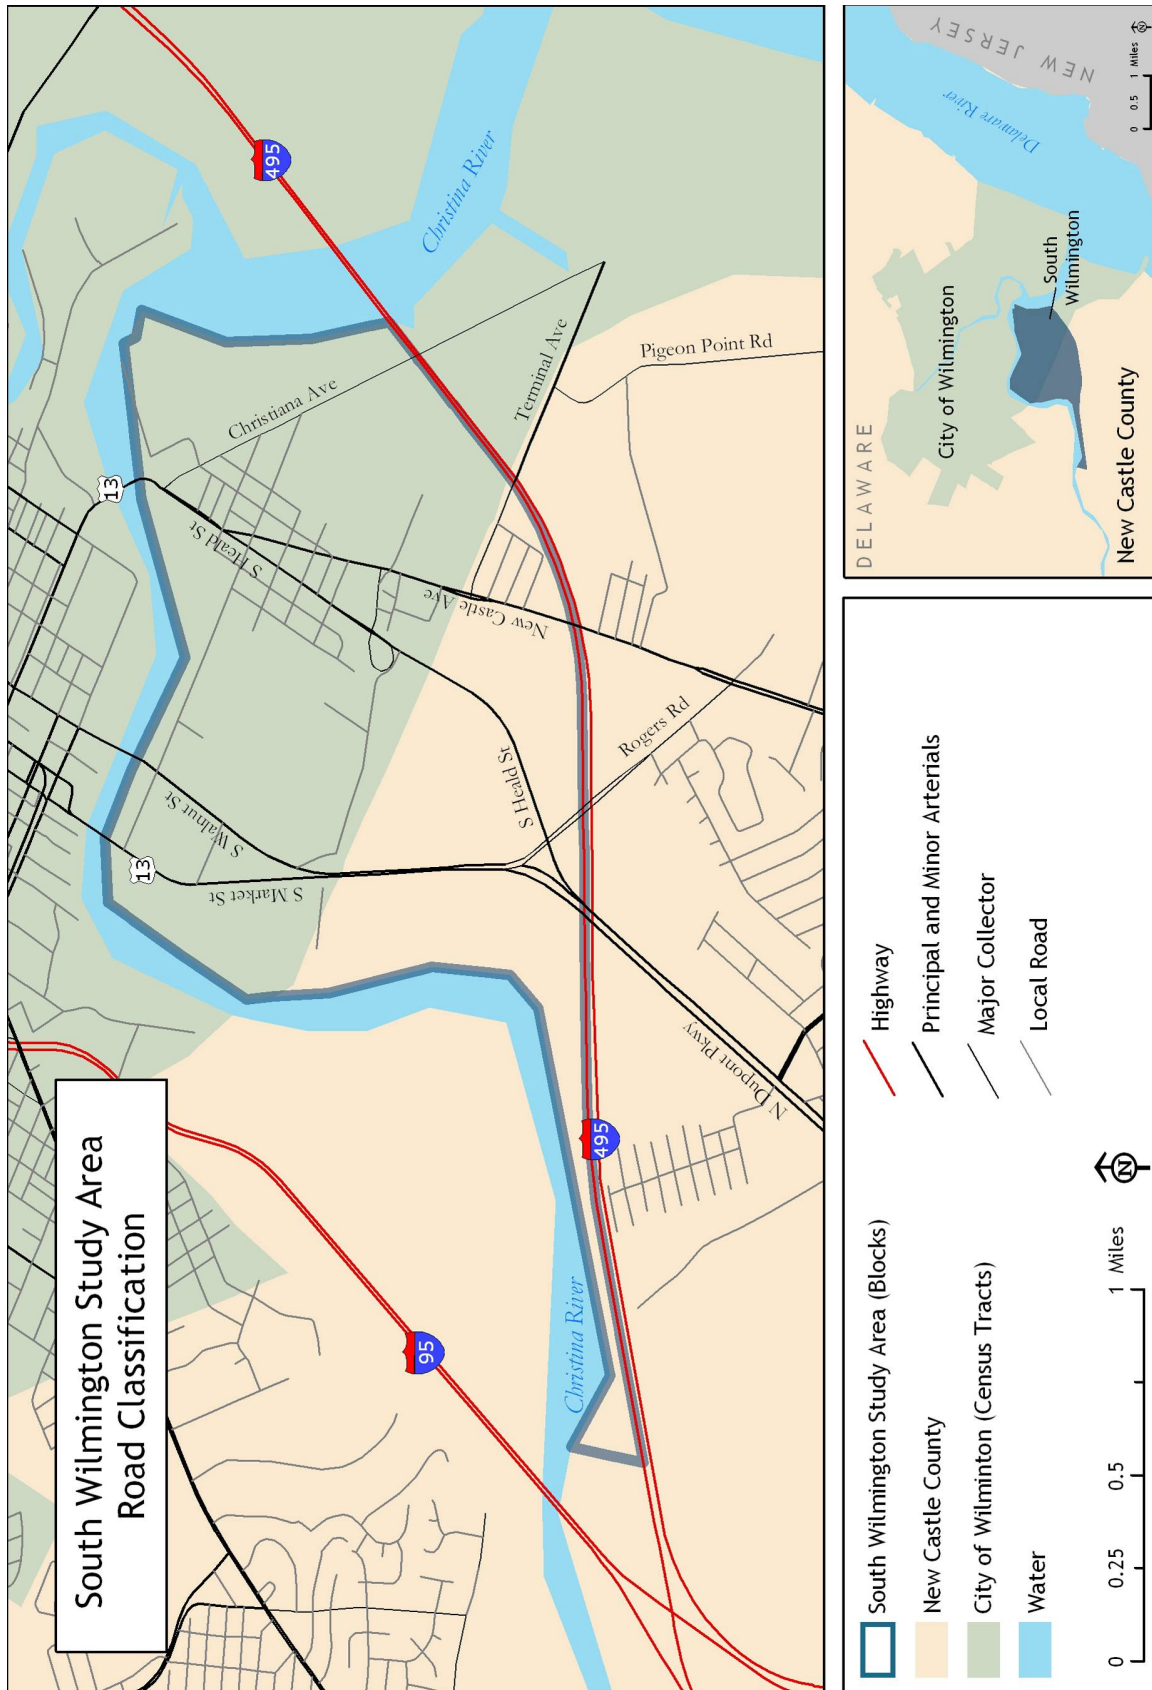 South Wilmington Study Area
Road Classification
95
495
495
13
13
Christina River
Christina River
S Market St
S Walnut St
S Heald St
S Heald St
Christiana Ave
New Castle Ave
Terminal Ave
Pigeon Point Rd
Rogers Rd
N Dupont Pkwy
South Wilmington Study Area (Blocks)
New Castle County
City of Wilminton (Census Tracts)
Water
Highway
Principal and Minor Arterials
Major Collector
Local Road
0 0.25 0.5 1 Miles
N
DELAWARE
NEW JERSEY
City of Wilmington
South
Wilmington
Delaware River
New Castle County
0 0.5 1 Miles
N